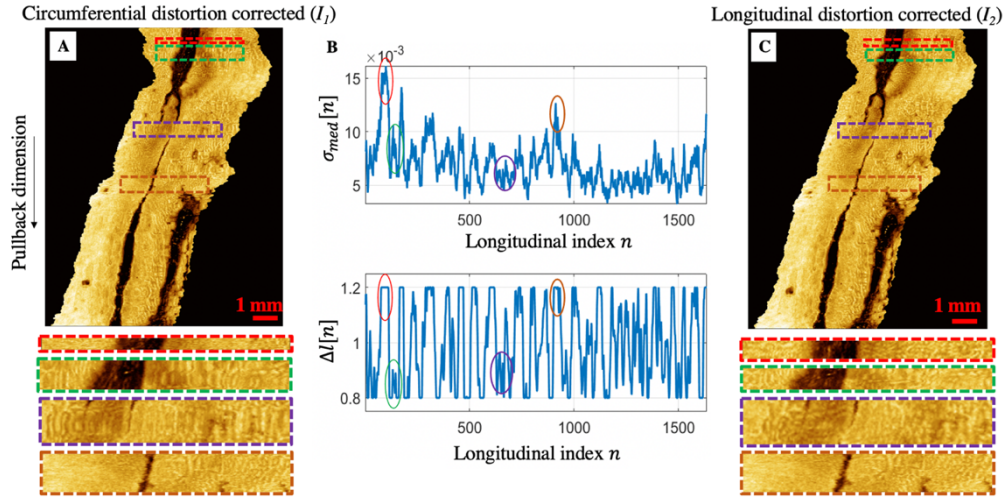 Circumferential distortion corrected (I₁)
A
Pullback dimension
1 mm
B
× 10⁻³
15
10
5
σ_med[n]
500
1000
1500
Longitudinal index n
1.2
1
0.8
Δl[n]
500
1000
1500
Longitudinal index n
Longitudinal distortion corrected (I₂)
C
1 mm